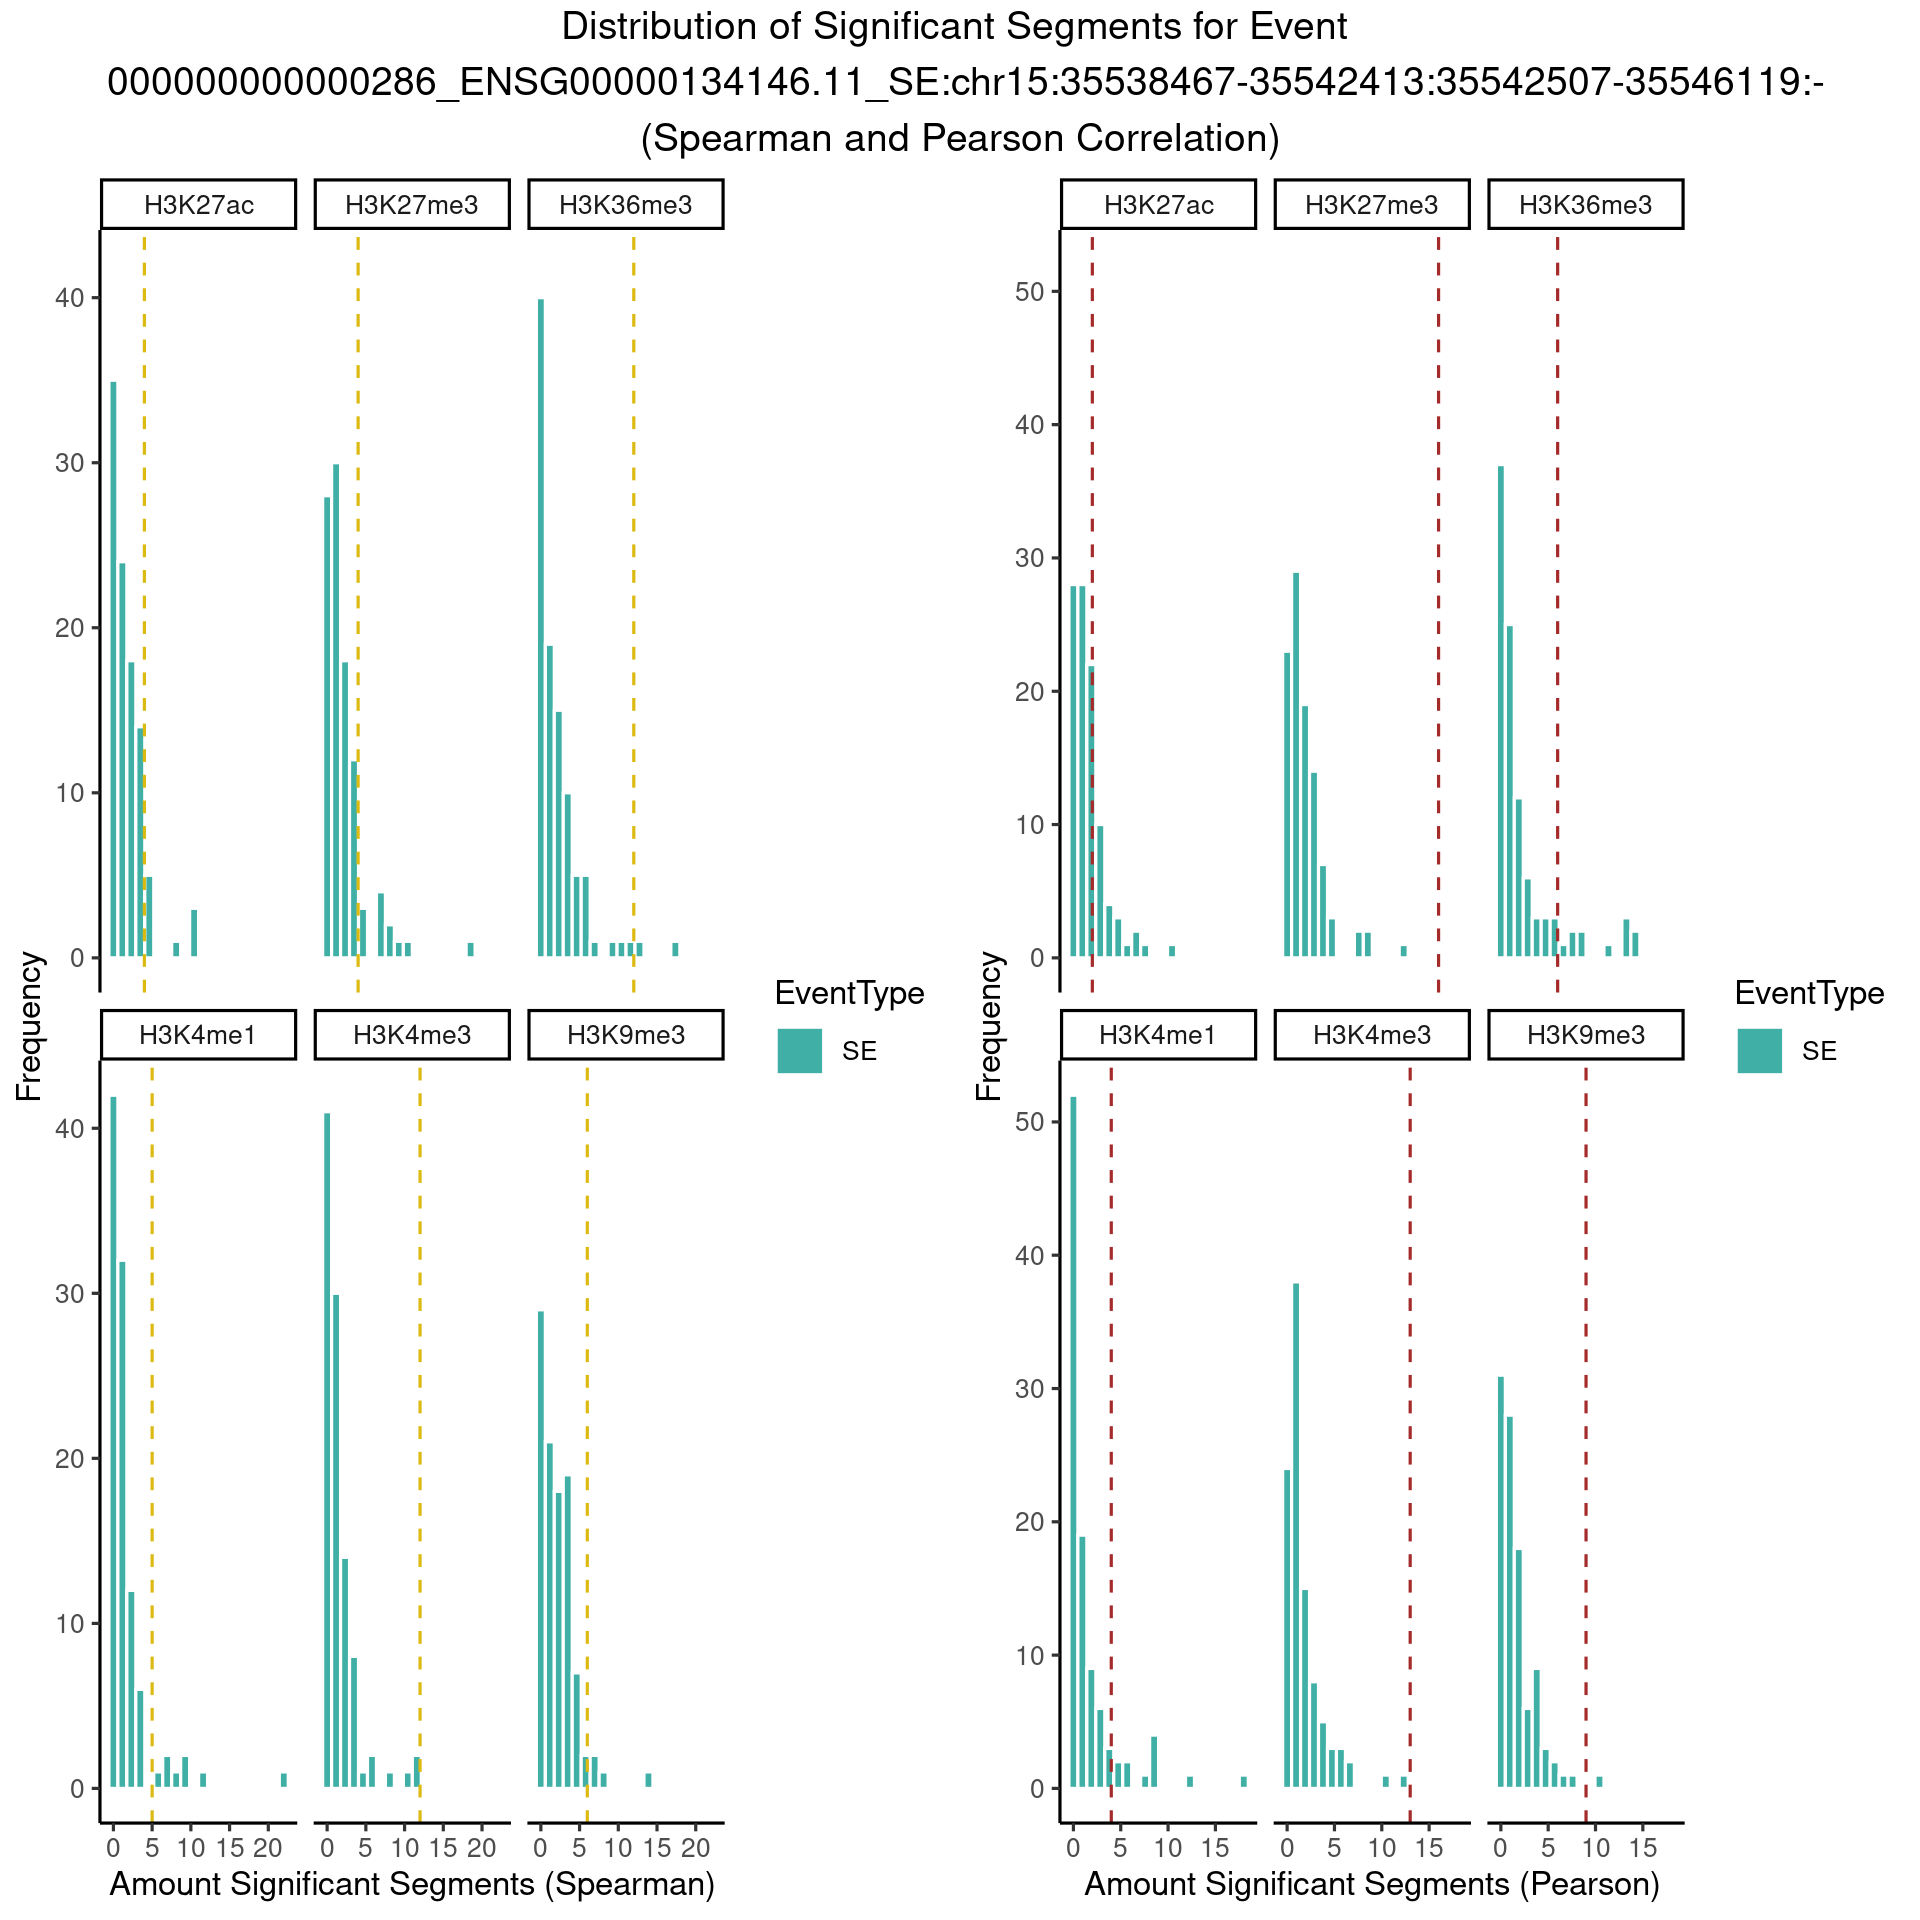 Distribution of Significant Segments for Event
000000000000286_ENSG00000134146.11_SE:chr15:35538467-35542413:35542507-35546119:-
(Spearman and Pearson Correlation)
H3K27ac H3K27me3 H3K36me3
40
30
20
10
0
H3K4me1 H3K4me3 H3K9me3
40
30
20
10
0
0 5 10 15 20 0 5 10 15 20 0 5 10 15 20
Amount Significant Segments (Spearman)
Frequency
EventType
SE
H3K27ac H3K27me3 H3K36me3
50
40
30
20
10
0
H3K4me1 H3K4me3 H3K9me3
50
40
30
20
10
0
0 5 10 15 0 5 10 15 0 5 10 15
Amount Significant Segments (Pearson)
Frequency
EventType
SE